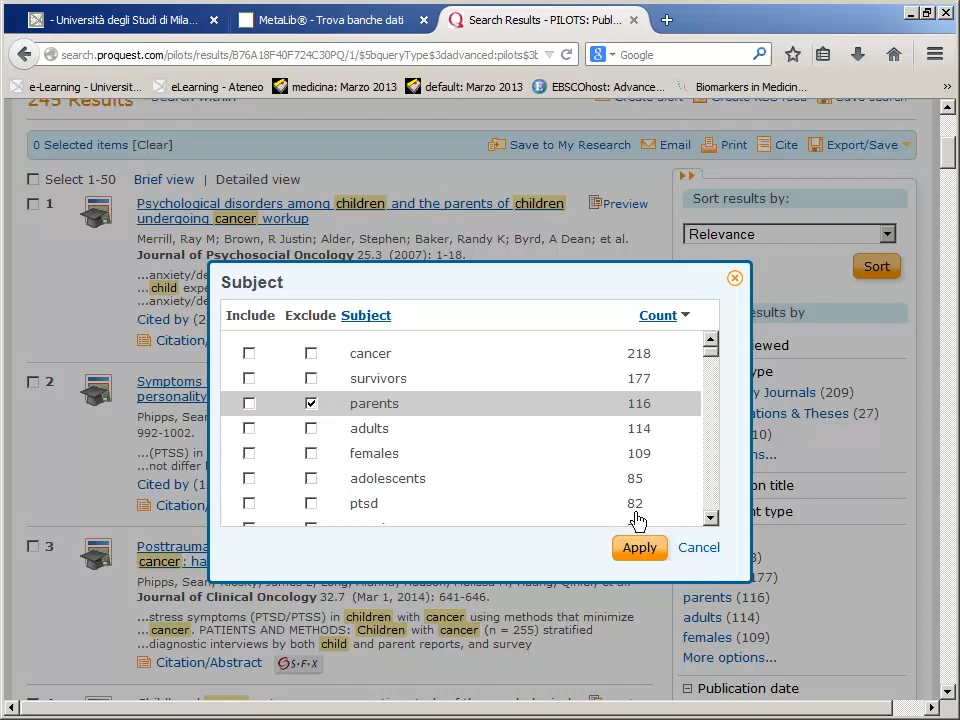 - Università degli Studi di Mila... ×
MetaLib® - Trova banche dati ×
Search Results - PILOTS: Publ... ×
search.proquest.com/pilots/results/B76A18F40F724C30PQ/1/$5bqueryType$3dadvanced:pilots$3b
Google
e-Learning - Universit...
eLearning - Ateneo
medicina: Marzo 2013
default: Marzo 2013
EBSCOhost: Advance...
Biomarkers in Medicin...
»
245 Results
Search within
Create alert
Create RSS feed
Save search
0 Selected items [Clear]
Save to My Research
Email
Print
Cite
Export/Save
Select 1-50
Brief view | Detailed view
1
Psychological disorders among children and the parents of children
undergoing cancer workup
Preview
Merrill, Ray M; Brown, R Justin; Alder, Stephen; Baker, Randy K; Byrd, A Dean; et al.
Journal of Psychosocial Oncology 25.3 (2007): 1-18.
...anxiety/de
...child expe
...anxiety/de
Cited by (2
Citation/
2
Symptoms
personality
Phipps, Sea
992-1002.
...(PTSS) in
...not differ
Cited by (1
Citation/
3
Posttrauma
cancer: ha
Phipps, Sean
Journal of Clinical Oncology 32.7 (Mar 1, 2014): 641-646.
...stress symptoms (PTSD/PTSS) in children with cancer using methods that minimize
...cancer. PATIENTS AND METHODS: Children with cancer (n = 255) stratified
...diagnostic interviews by both child and parent reports, and survey
Citation/Abstract
S•F•X
Subject
Include Exclude Subject Count
cancer 218
survivors 177
parents 116
adults 114
females 109
adolescents 85
ptsd 82
Apply Cancel
Sort results by:
Relevance
Sort
s by
ewed
ype
y Journals (209)
ations & Theses (27)
10)
s...
on title
nt type
8)
177)
parents (116)
adults (114)
females (109)
More options...
Publication date